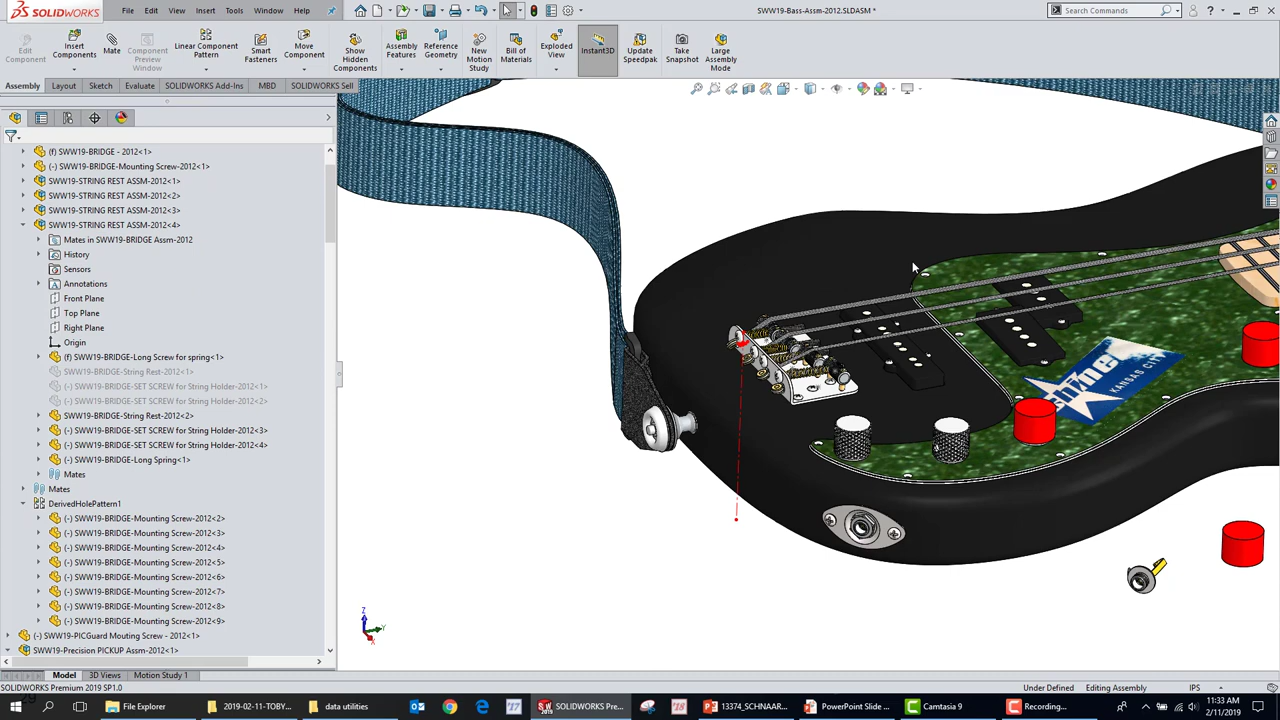 SOLIDWORKS
File Edit View Insert Tools Window Help
SWW19-Bass-Assm-2012.SLDASM *
Search Commands
Edit Component
Insert Components
Mate
Component Preview Window
Linear Component Pattern
Smart Fasteners
Move Component
Show Hidden Components
Assembly Features
Reference Geometry
New Motion Study
Bill of Materials
Exploded View
Instant3D
Update Speedpak
Take Snapshot
Large Assembly Mode
Assembly Layout Sketch Evaluate SOLIDWORKS Add-Ins MBD SOLIDWORKS Sell
(f) SWW19-BRIDGE - 2012<1>
(-) SWW19-BRIDGE-Mounting Screw-2012<1>
SWW19-STRING REST ASSM-2012<1>
SWW19-STRING REST ASSM-2012<2>
SWW19-STRING REST ASSM-2012<3>
SWW19-STRING REST ASSM-2012<4>
Mates in SWW19-BRIDGE Assm-2012
History
Sensors
Annotations
Front Plane
Top Plane
Right Plane
Origin
(f) SWW19-BRIDGE-Long Screw for spring<1>
SWW19-BRIDGE-String Rest-2012<1>
SWW19-BRIDGE-SET SCREW for String Holder-2012<1>
SWW19-BRIDGE-SET SCREW for String Holder-2012<2>
SWW19-BRIDGE-String Rest-2012<2>
SWW19-BRIDGE-SET SCREW for String Holder-2012<3>
SWW19-BRIDGE-SET SCREW for String Holder-2012<4>
SWW19-BRIDGE-Long Spring<1>
Mates
Mates
DerivedHolePattern1
(-) SWW19-BRIDGE-Mounting Screw-2012<2>
(-) SWW19-BRIDGE-Mounting Screw-2012<3>
(-) SWW19-BRIDGE-Mounting Screw-2012<4>
(-) SWW19-BRIDGE-Mounting Screw-2012<5>
(-) SWW19-BRIDGE-Mounting Screw-2012<6>
(-) SWW19-BRIDGE-Mounting Screw-2012<7>
(-) SWW19-BRIDGE-Mounting Screw-2012<8>
(-) SWW19-BRIDGE-Mounting Screw-2012<9>
(-) SWW19-PICGuard Mouting Screw - 2012<1>
SWW19-Precision PICKUP Assm-2012<1>
KANSAS CITY
Z
Y
X
Model 3D Views Motion Study 1
SOLIDWORKS Premium 2019 SP1.0
Under Defined Editing Assembly IPS
File Explorer
2019-02-11-TOBY...
data utilities
SOLIDWORKS Pre...
13374_SCHNAAR...
PowerPoint Slide ...
Camtasia 9
Recording...
11:33 AM
2/11/2019